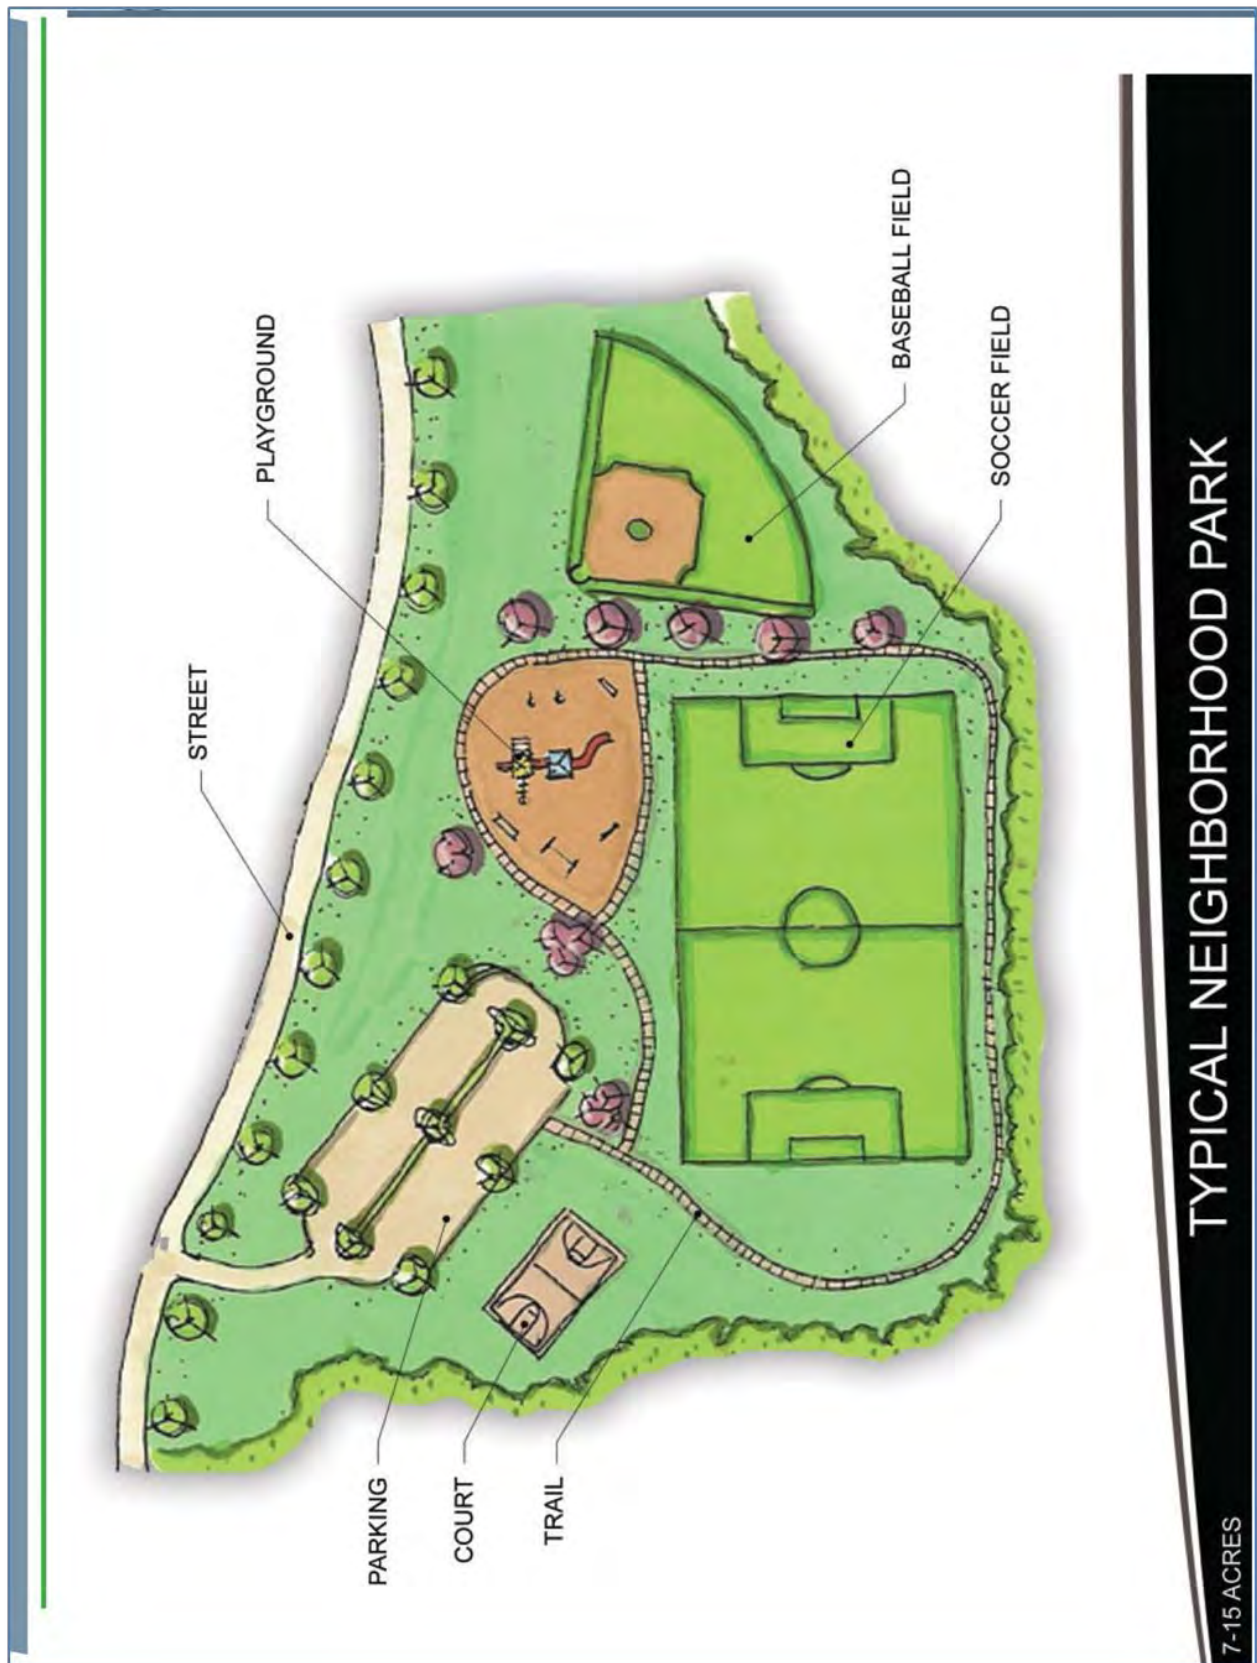 STREET
PLAYGROUND
PARKING
COURT
TRAIL
BASEBALL FIELD
SOCCER FIELD
TYPICAL NEIGHBORHOOD PARK
7-15 ACRES